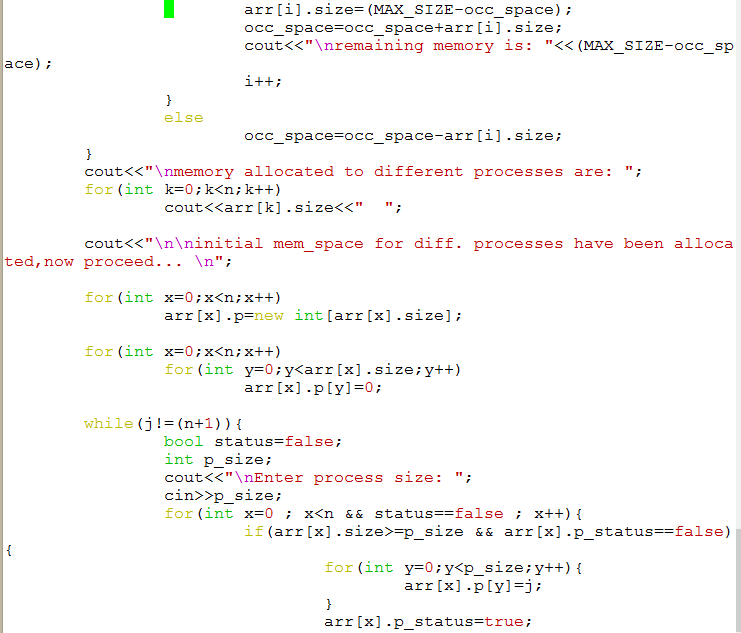 arr[i].size=(MAX_SIZE-occ_space);
                        occ_space=occ_space+arr[i].size;
                        cout<<"\nremaining memory is: "<<(MAX_SIZE-occ_sp
ace);
                        i++;
                }
                else
                        occ_space=occ_space-arr[i].size;
        }
        cout<<"\nmemory allocated to different processes are: ";
        for(int k=0;k<n;k++)
                cout<<arr[k].size<<"  ";

        cout<<"\n\ninitial mem_space for diff. processes have been alloca
ted,now proceed... \n";

        for(int x=0;x<n;x++)
                arr[x].p=new int[arr[x].size];

        for(int x=0;x<n;x++)
                for(int y=0;y<arr[x].size;y++)
                        arr[x].p[y]=0;

        while(j!=(n+1)){
                bool status=false;
                int p_size;
                cout<<"\nEnter process size: ";
                cin>>p_size;
                for(int x=0 ; x<n && status==false ; x++){
                        if(arr[x].size>=p_size && arr[x].p_status==false)
{
                                for(int y=0;y<p_size;y++){
                                        arr[x].p[y]=j;
                                }
                                arr[x].p_status=true;